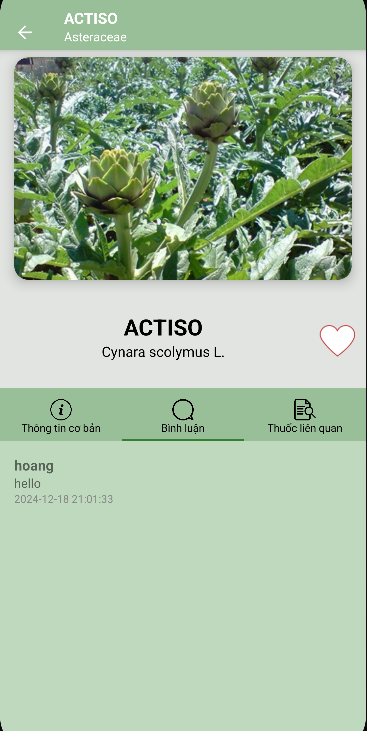 ACTISO
Asteraceae
ACTISO
Cynara scolymus L.
Thông tin cơ bản
Bình luận
Thuốc liên quan
hoang
hello
2024-12-18 21:01:33